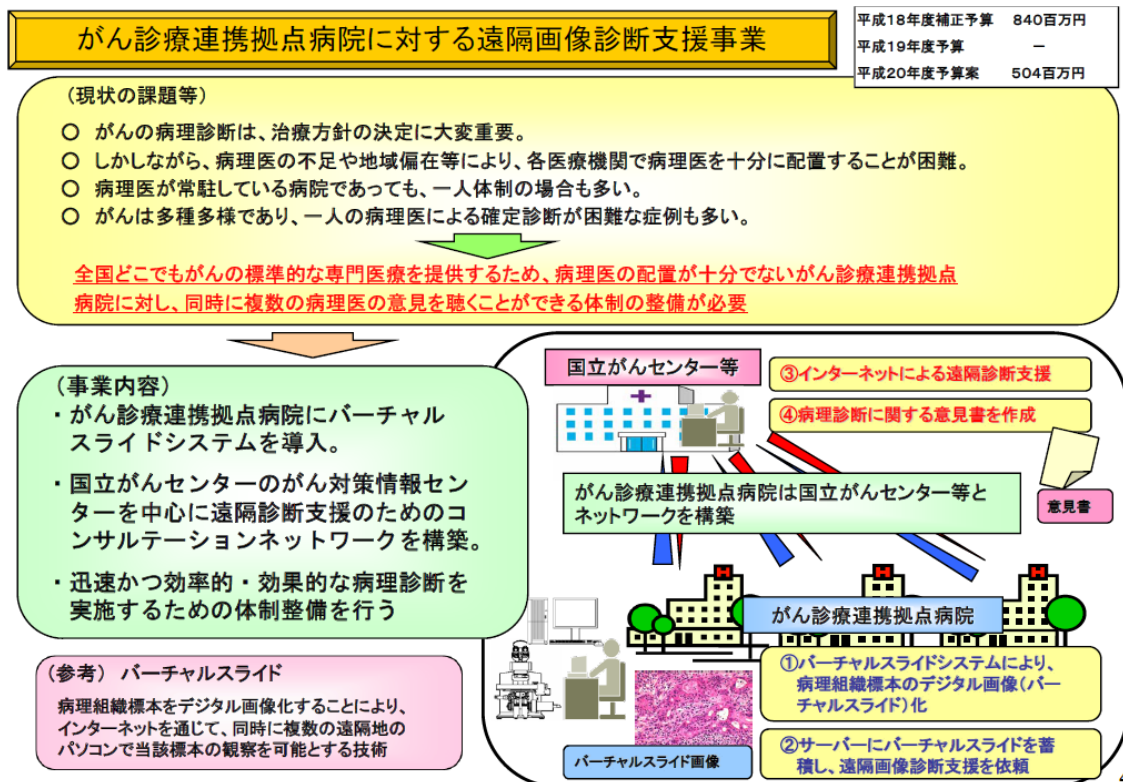 がん診療連携拠点病院に対する遠隔画像診断支援事業
平成18年度補正予算 840百万円
平成19年度予算 －
平成20年度予算案 504百万円
（現状の課題等）
○ がんの病理診断は、治療方針の決定に大変重要。
○ しかしながら、病理医の不足や地域偏在等により、各医療機関で病理医を十分に配置することが困難。
○ 病理医が常駐している病院であっても、一人体制の場合も多い。
○ がんは多種多様であり、一人の病理医による確定診断が困難な症例も多い。
全国どこでもがんの標準的な専門医療を提供するため、病理医の配置が十分でないがん診療連携拠点
病院に対し、同時に複数の病理医の意見を聴くことができる体制の整備が必要
（事業内容）
・がん診療連携拠点病院にバーチャル
スライドシステムを導入。
・国立がんセンターのがん対策情報セン
ターを中心に遠隔診断支援のためのコ
ンサルテーションネットワークを構築。
・迅速かつ効率的・効果的な病理診断を
実施するための体制整備を行う
（参考） バーチャルスライド
病理組織標本をデジタル画像化することにより、
インターネットを通じて、同時に複数の遠隔地の
パソコンで当該標本の観察を可能とする技術
国立がんセンター等
③インターネットによる遠隔診断支援
④病理診断に関する意見書を作成
意見書
がん診療連携拠点病院は国立がんセンター等と
ネットワークを構築
H
H
H
がん診療連携拠点病院
①バーチャルスライドシステムにより、
病理組織標本のデジタル画像（バー
チャルスライド）化
②サーバーにバーチャルスライドを蓄
積し、遠隔画像診断支援を依頼
バーチャルスライド画像